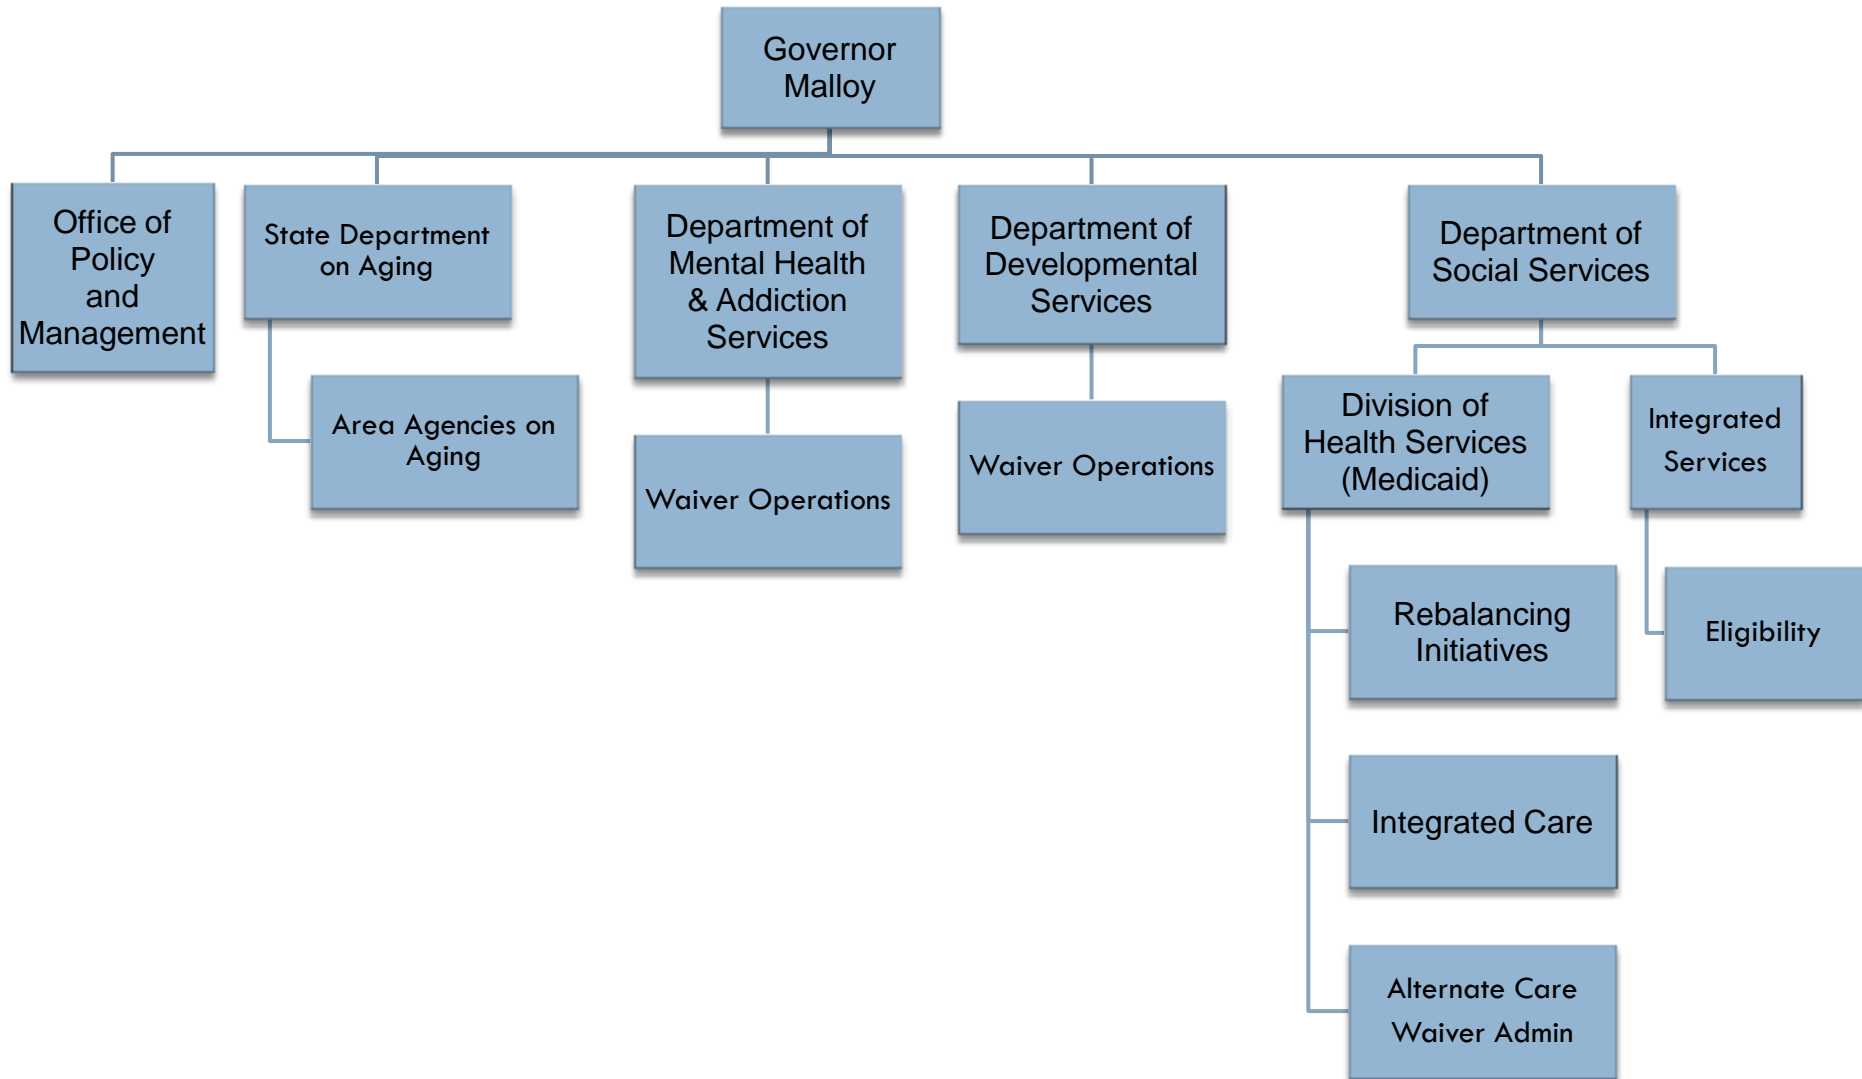 Governor
Malloy
Office of
Policy
and
Management
State Department
on Aging
Department of
Mental Health
& Addiction
Services
Department of
Developmental
Services
Department of
Social Services
Area Agencies on
Aging
Waiver Operations
Waiver Operations
Division of
Health Services
(Medicaid)
Integrated
Services
Rebalancing
Initiatives
Eligibility
Integrated Care
Alternate Care
Waiver Admin